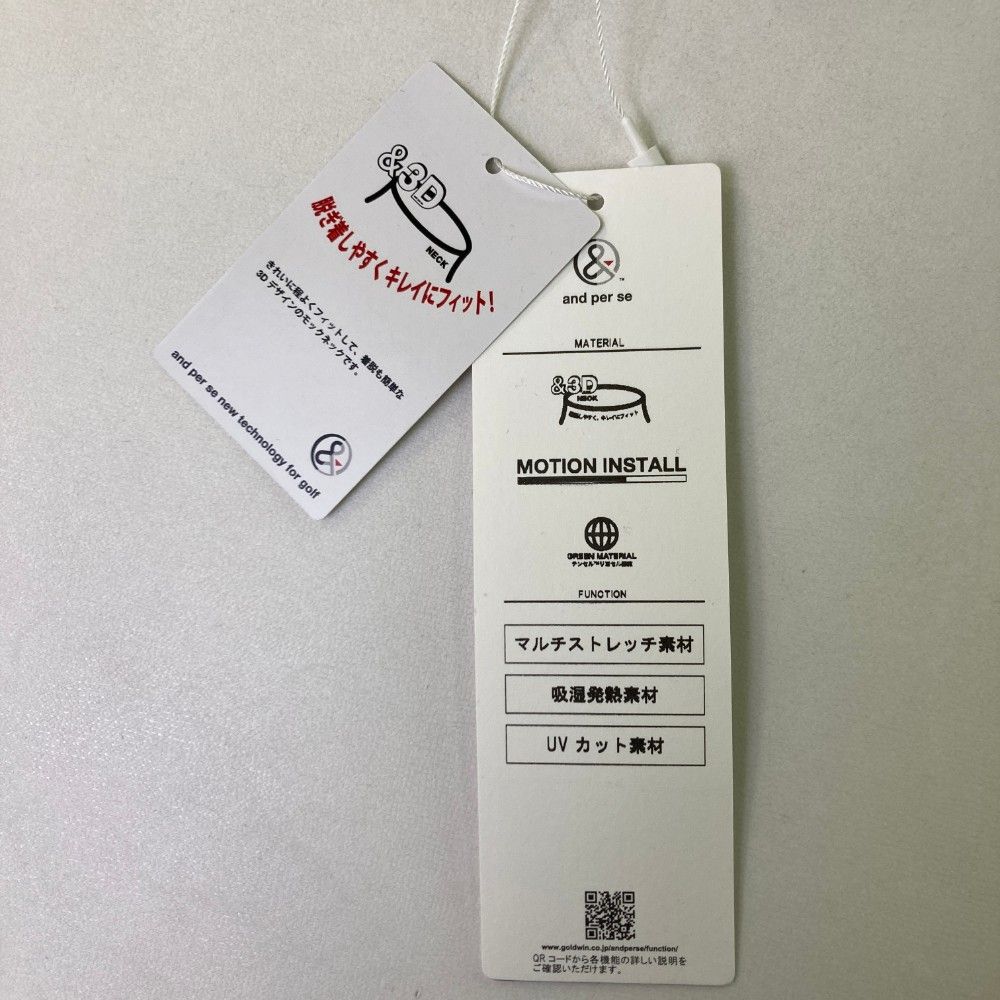 &3D
NECK
脱ぎ着しやすくキレイにフィット!
きれいに程よくフィットして、着脱も簡単な
3Dデザインのモックネックです。
and per se new technology for golf
&
and per se
MATERIAL
&3D
NECK
MOTION INSTALL
GREEN MATERIAL
FUNCTION
マルチストレッチ素材
吸湿発熱素材
UV カット素材
www.goldwin.co.jp/andperse/function/
QRコードから各機能の詳しい説明を
ご確認いただけます。